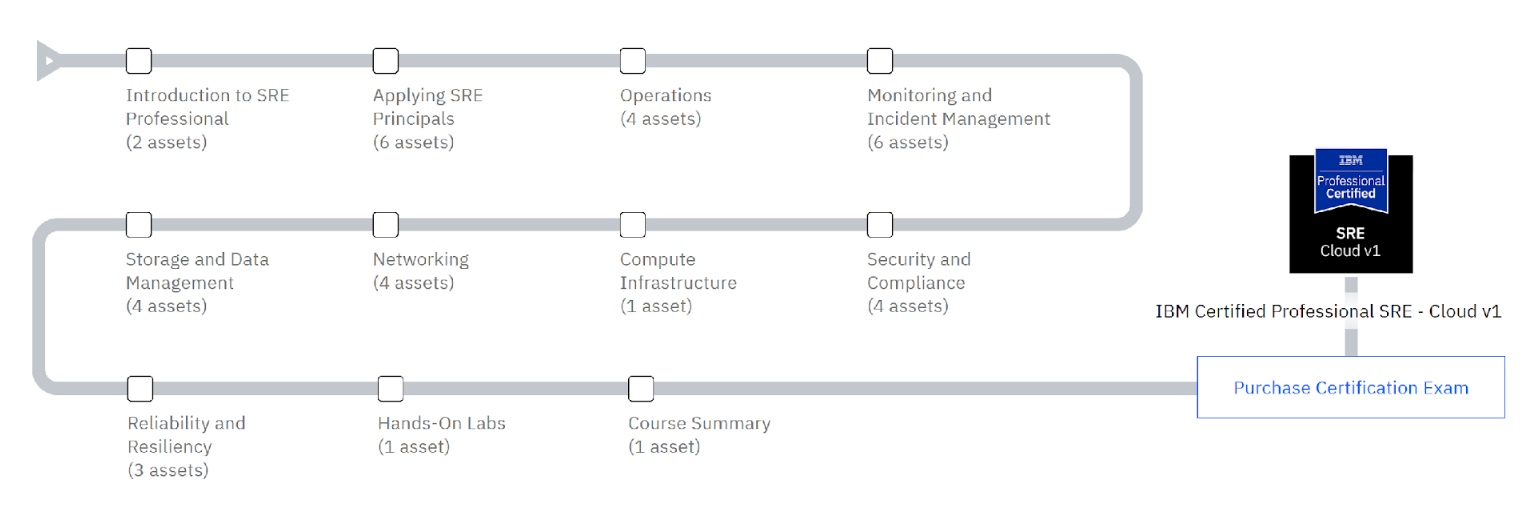 Introduction to SRE
Professional
(2 assets)
Applying SRE
Principals
(6 assets)
Operations
(4 assets)
Monitoring and
Incident Management
(6 assets)
Storage and Data
Management
(4 assets)
Networking
(4 assets)
Compute
Infrastructure
(1 asset)
Security and
Compliance
(4 assets)
IBM
Professional
Certified
SRE
Cloud v1
IBM Certified Professional SRE - Cloud v1
Reliability and
Resiliency
(3 assets)
Hands-On Labs
(1 asset)
Course Summary
(1 asset)
Purchase Certification Exam